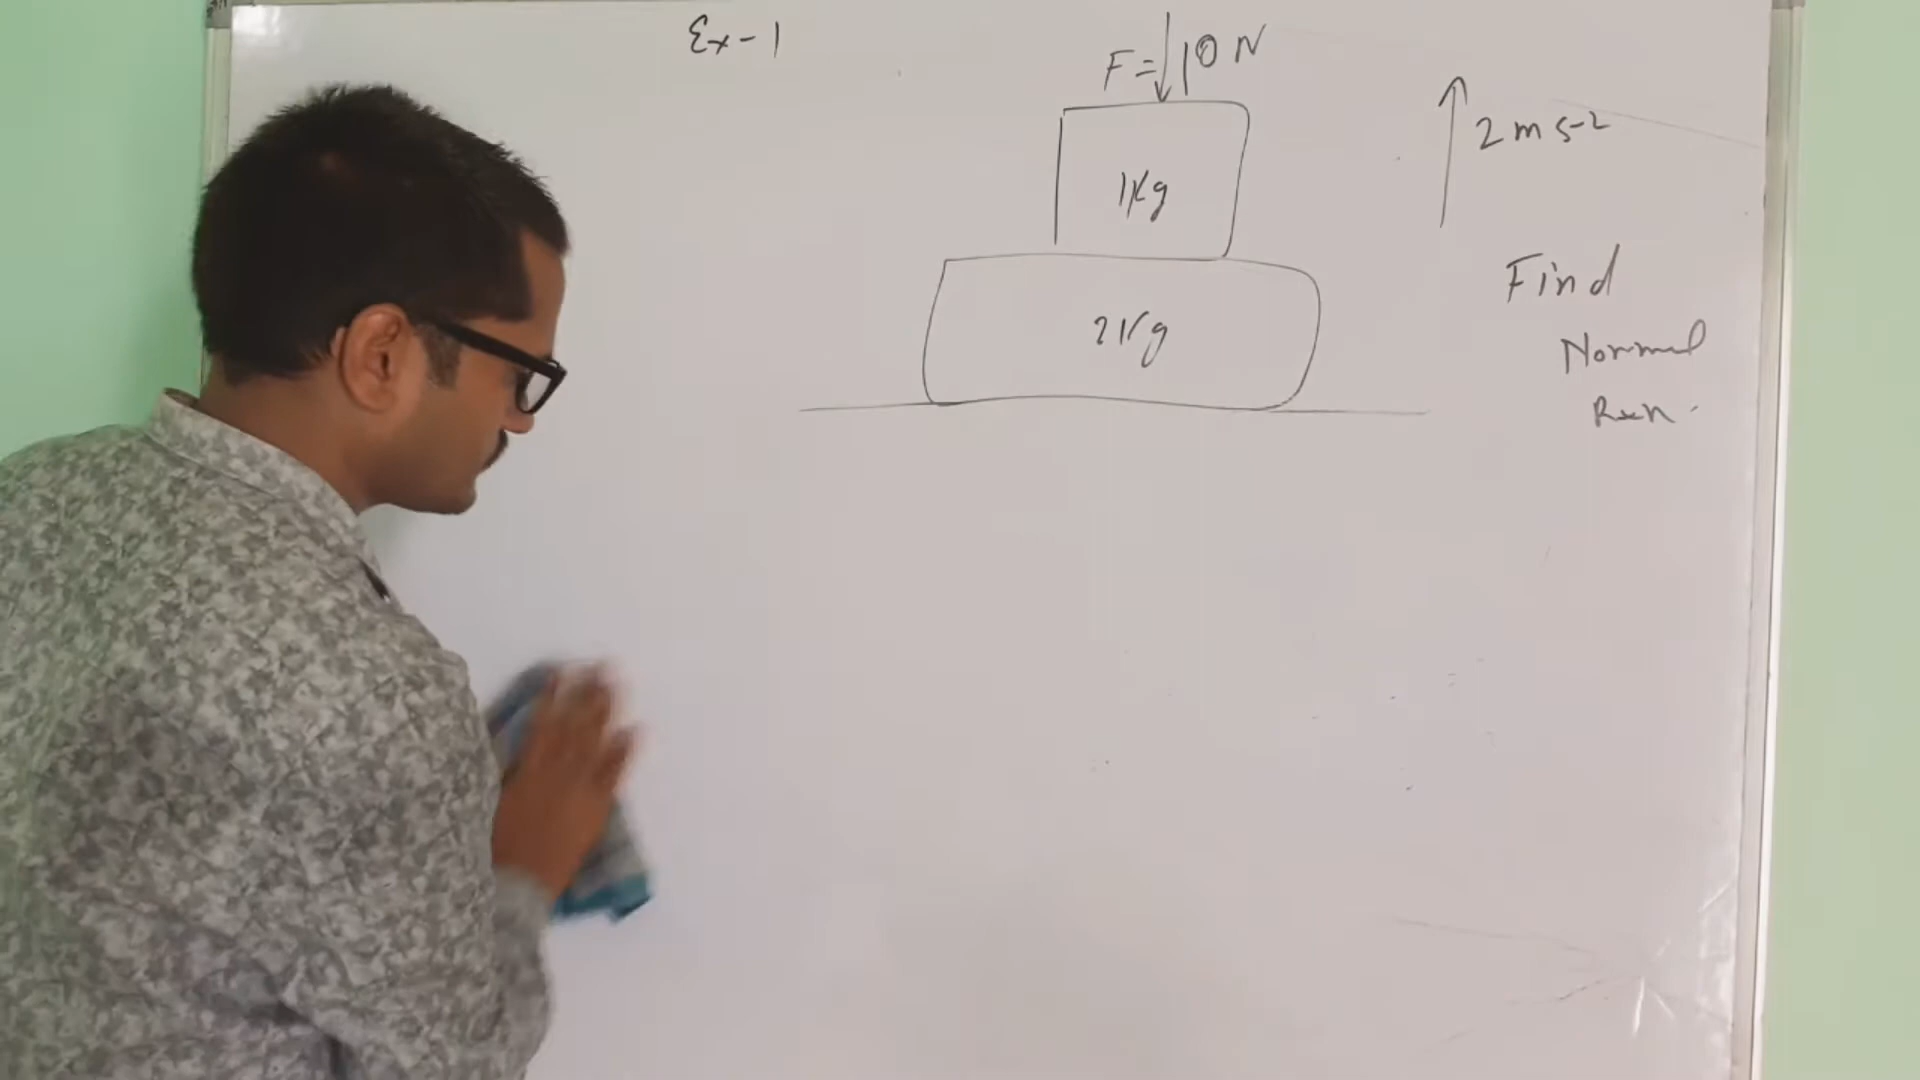 Ex-1
F= 10 N
2 m s-2
1Kg
Find
2Kg
Normal
Rxn.